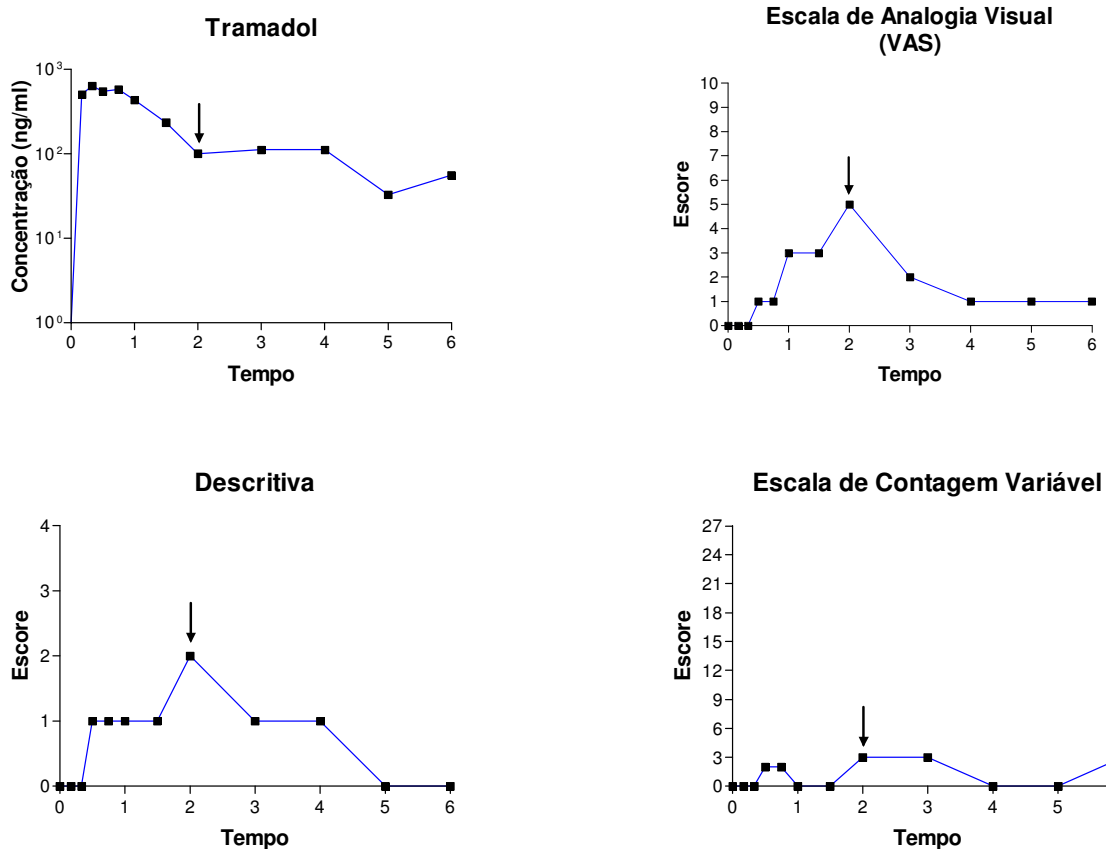 Tramadol
Concentração (ng/ml)
10³
10²
10¹
10⁰
0 1 2 3 4 5 6
Tempo
Escala de Analogia Visual
(VAS)
Escore
10
9
8
7
6
5
4
3
2
1
0
0 1 2 3 4 5 6
Tempo
Descritiva
Escore
4
3
2
1
0
0 1 2 3 4 5 6
Tempo
Escala de Contagem Variável
Escore
27
24
21
18
15
12
9
6
3
0
0 1 2 3 4 5
Tempo